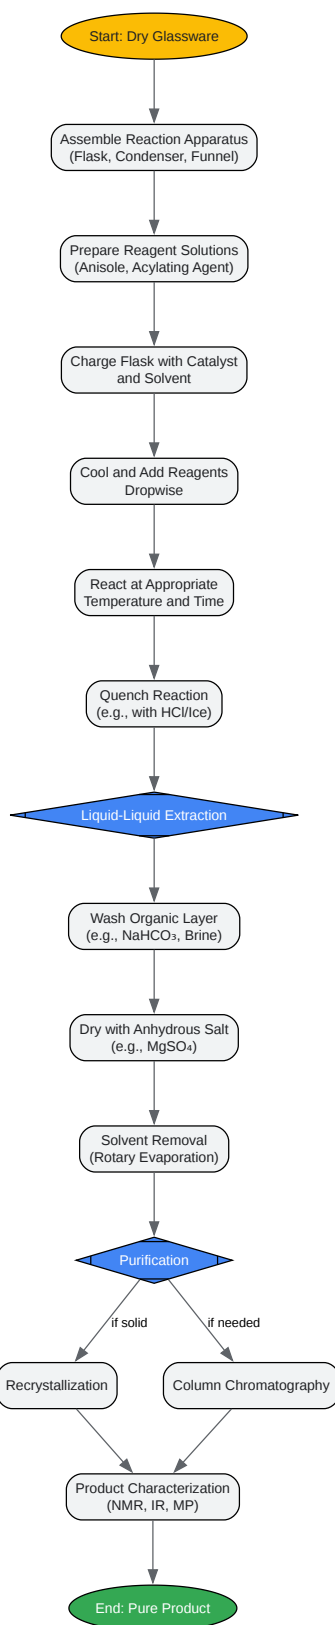 Start: Dry Glassware
Assemble Reaction Apparatus
(Flask, Condenser, Funnel)
Prepare Reagent Solutions
(Anisole, Acylating Agent)
Charge Flask with Catalyst
and Solvent
Cool and Add Reagents
Dropwise
React at Appropriate
Temperature and Time
Quench Reaction
(e.g., with HCl/Ice)
Liquid-Liquid Extraction
Wash Organic Layer
(e.g., NaHCO₃, Brine)
Dry with Anhydrous Salt
(e.g., MgSO₄)
Solvent Removal
(Rotary Evaporation)
Purification
if solid
if needed
Recrystallization
Column Chromatography
Product Characterization
(NMR, IR, MP)
End: Pure Product